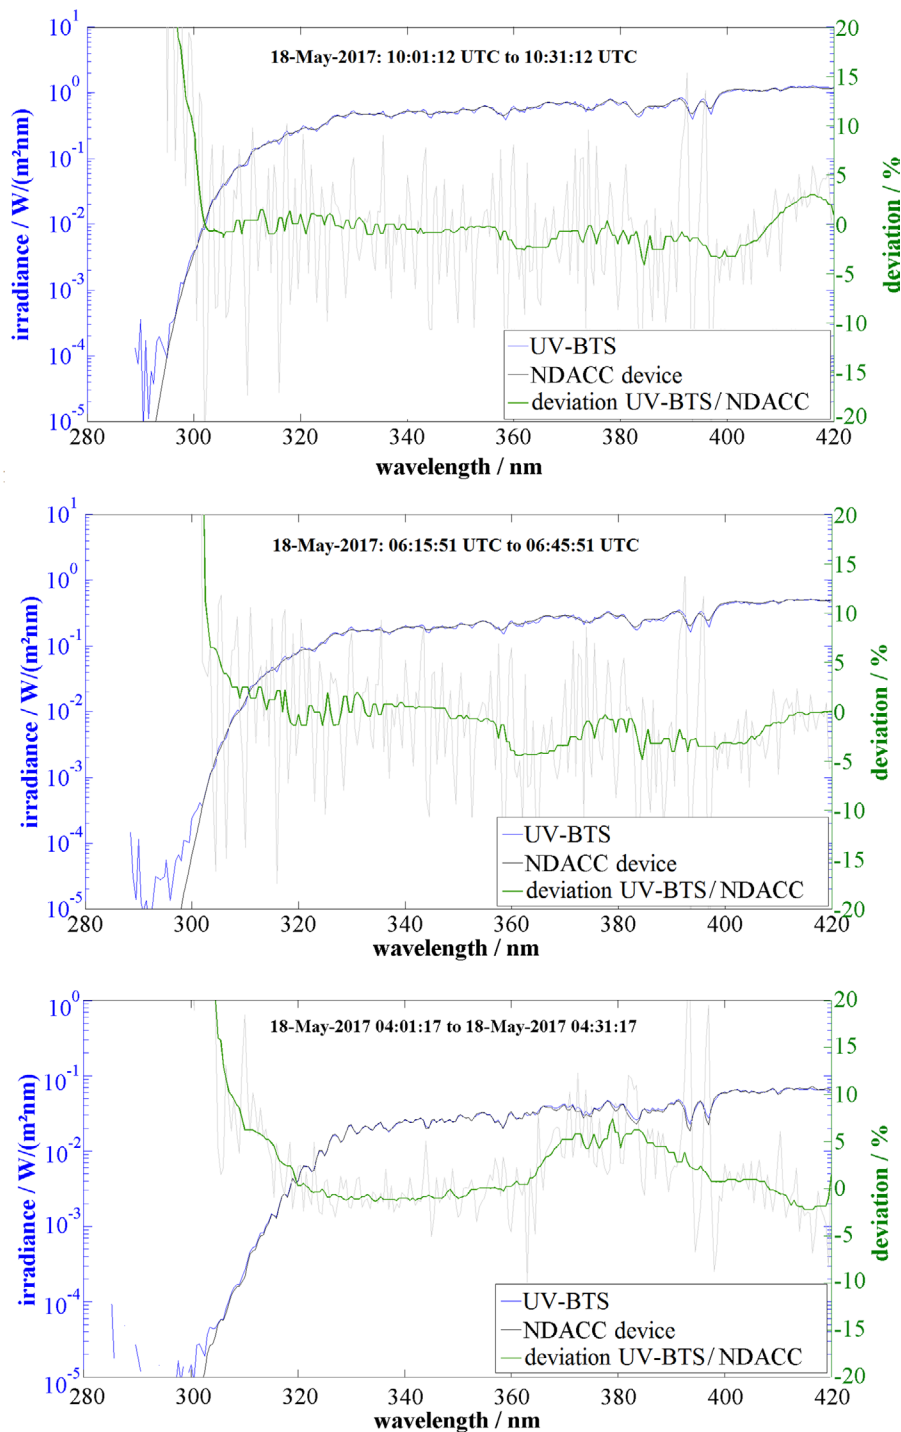 18-May-2017: 10:01:12 UTC to 10:31:12 UTC
irradiance / W/(m²nm)
10¹
10⁰
10⁻¹
10⁻²
10⁻³
10⁻⁴
10⁻⁵
20
15
10
5
0
-5
-10
-15
-20
deviation / %
UV-BTS
NDACC device
deviation UV-BTS/NDACC
280 300 320 340 360 380 400 420
wavelength / nm
18-May-2017: 06:15:51 UTC to 06:45:51 UTC
irradiance / W/(m²nm)
10¹
10⁰
10⁻¹
10⁻²
10⁻³
10⁻⁴
10⁻⁵
20
15
10
5
0
-5
-10
-15
-20
deviation / %
UV-BTS
NDACC device
deviation UV-BTS/NDACC
280 300 320 340 360 380 400 420
wavelength / nm
18-May-2017 04:01:17 to 18-May-2017 04:31:17
irradiance / W/(m²nm)
10⁰
10⁻¹
10⁻²
10⁻³
10⁻⁴
10⁻⁵
20
15
10
5
0
-5
-10
-15
-20
deviation / %
UV-BTS
NDACC device
deviation UV-BTS/NDACC
280 300 320 340 360 380 400 420
wavelength / nm